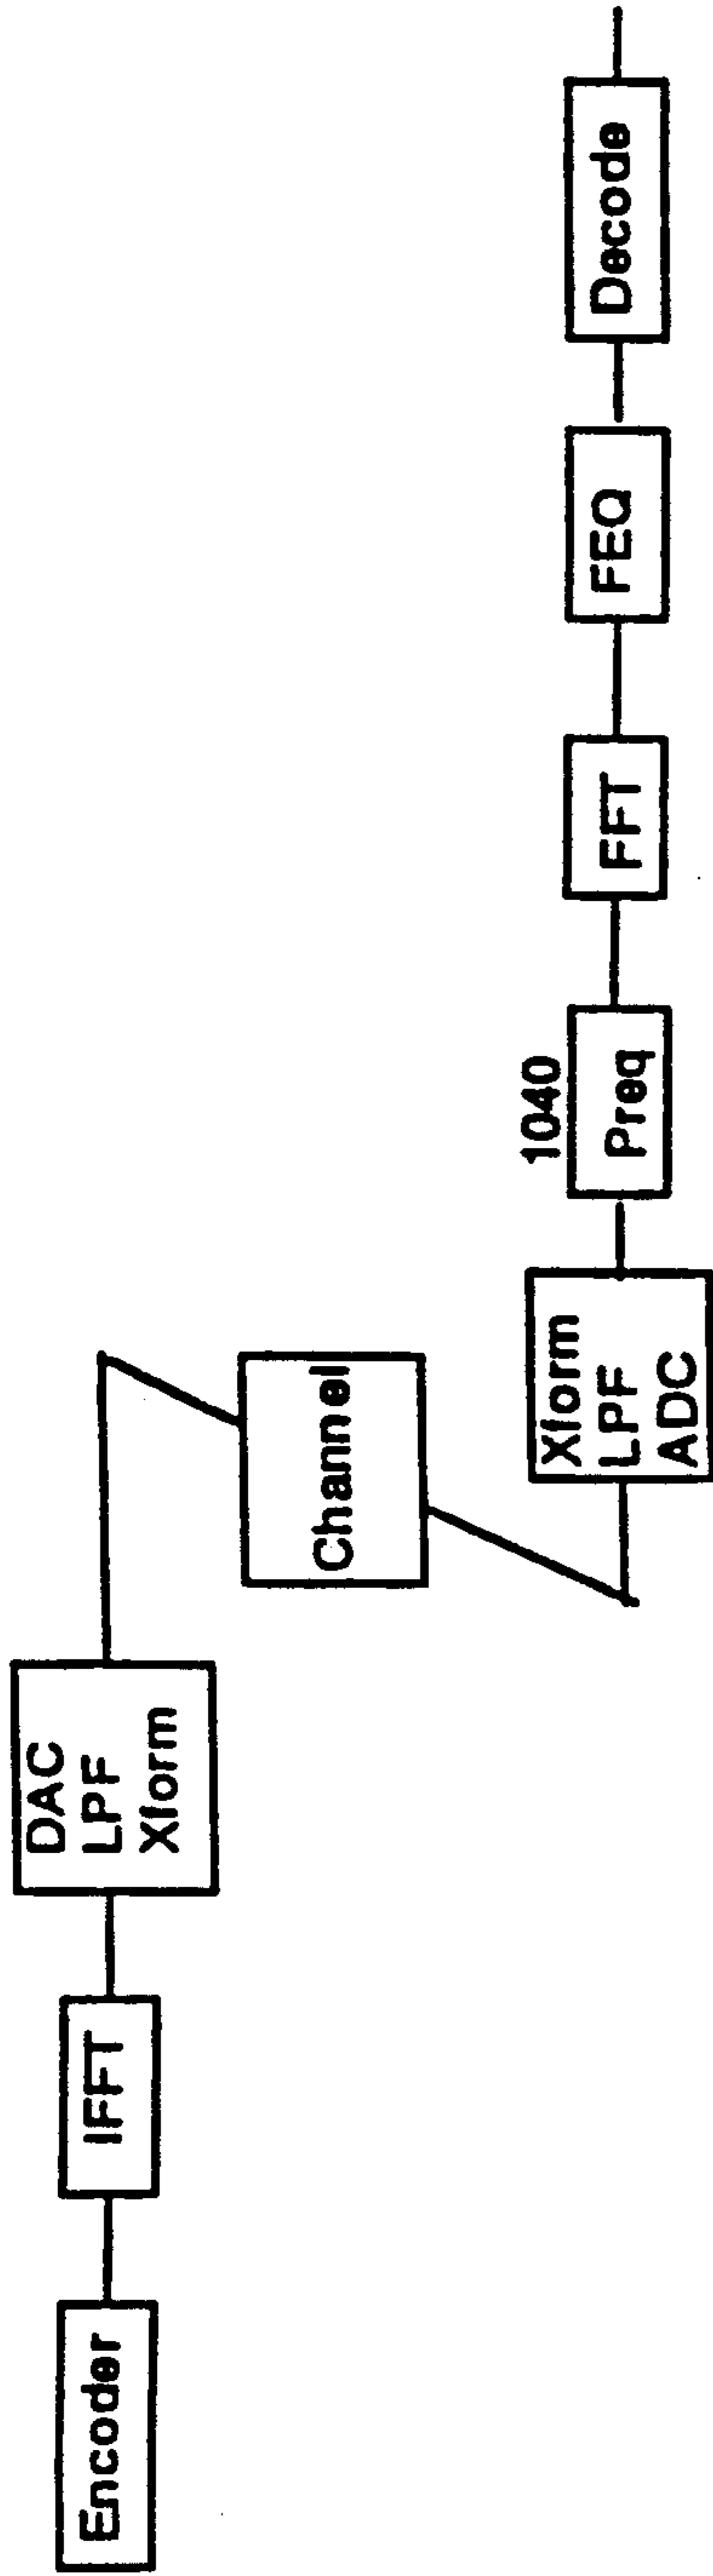 Encoder
IFFT
DAC
LPF
Xform
Channel
Xform
LPF
ADC
1040
Preq
FFT
FEQ
Decode